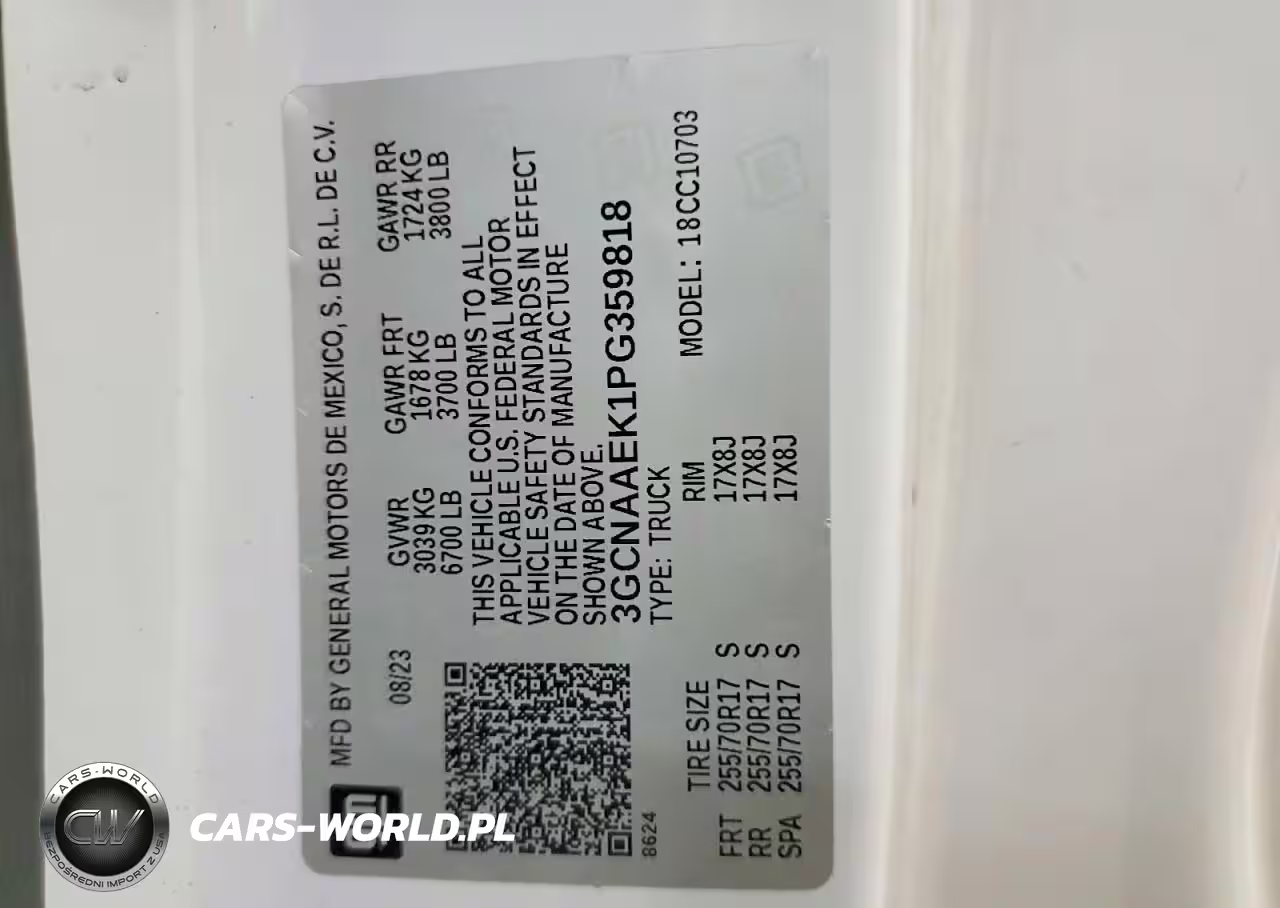 gm
MFD BY GENERAL MOTORS DE MEXICO, S. DE R.L. DE C.V.
08/23
GVWR GAWR FRT GAWR RR
3039 KG 1678 KG 1724 KG
6700 LB 3700 LB 3800 LB
THIS VEHICLE CONFORMS TO ALL
APPLICABLE U.S. FEDERAL MOTOR
VEHICLE SAFETY STANDARDS IN EFFECT
ON THE DATE OF MANUFACTURE
SHOWN ABOVE.
3GCNAAEK1PG359818
TYPE: TRUCK
8624
MODEL: 18CC10703
TIRE SIZE RIM
FRT 255/70R17 S 17X8J
RR 255/70R17 S 17X8J
SPA 255/70R17 S 17X8J
CARS-WORLD
CW
BEZPOŚREDNI IMPORT Z USA
CARS-WORLD.PL